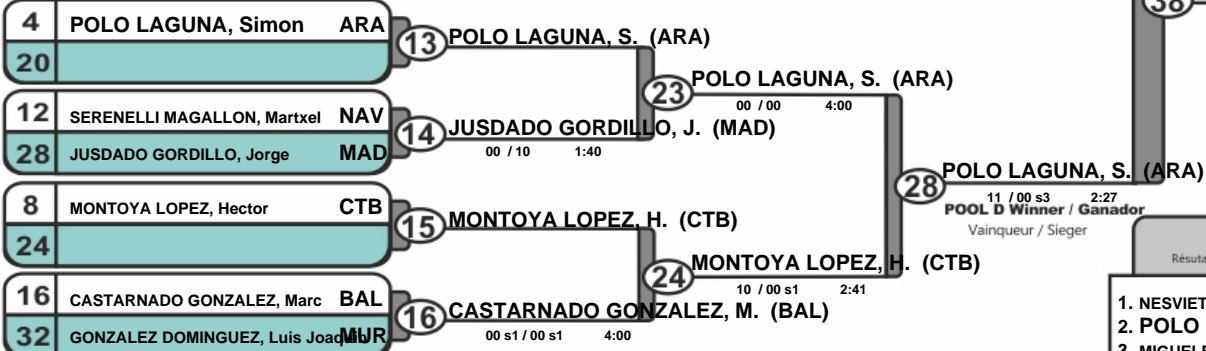 4 POLO LAGUNA, Simon ARA
20
12 SERENELLI MAGALLON, Martxel NAV
28 JUSDADO GORDILLO, Jorge MAD
8 MONTOYA LOPEZ, Hector CTB
24
16 CASTARNADO GONZALEZ, Marc BAL
32 GONZALEZ DOMINGUEZ, Luis Joaquin MUR
13 POLO LAGUNA, S. (ARA)
14 JUSDADO GORDILLO, J. (MAD)
00 / 10 1:40
15 MONTOYA LOPEZ, H. (CTB)
16 CASTARNADO GONZALEZ, M. (BAL)
00 s1 / 00 s1 4:00
23 POLO LAGUNA, S. (ARA)
00 / 00 4:00
24 MONTOYA LOPEZ, H. (CTB)
10 / 00 s1 2:41
28 POLO LAGUNA, S. (ARA)
11 / 00 s3 2:27
POOL D Winner / Ganador
Vainqueur / Sieger
38
1. NESVIET
2. POLO
3.